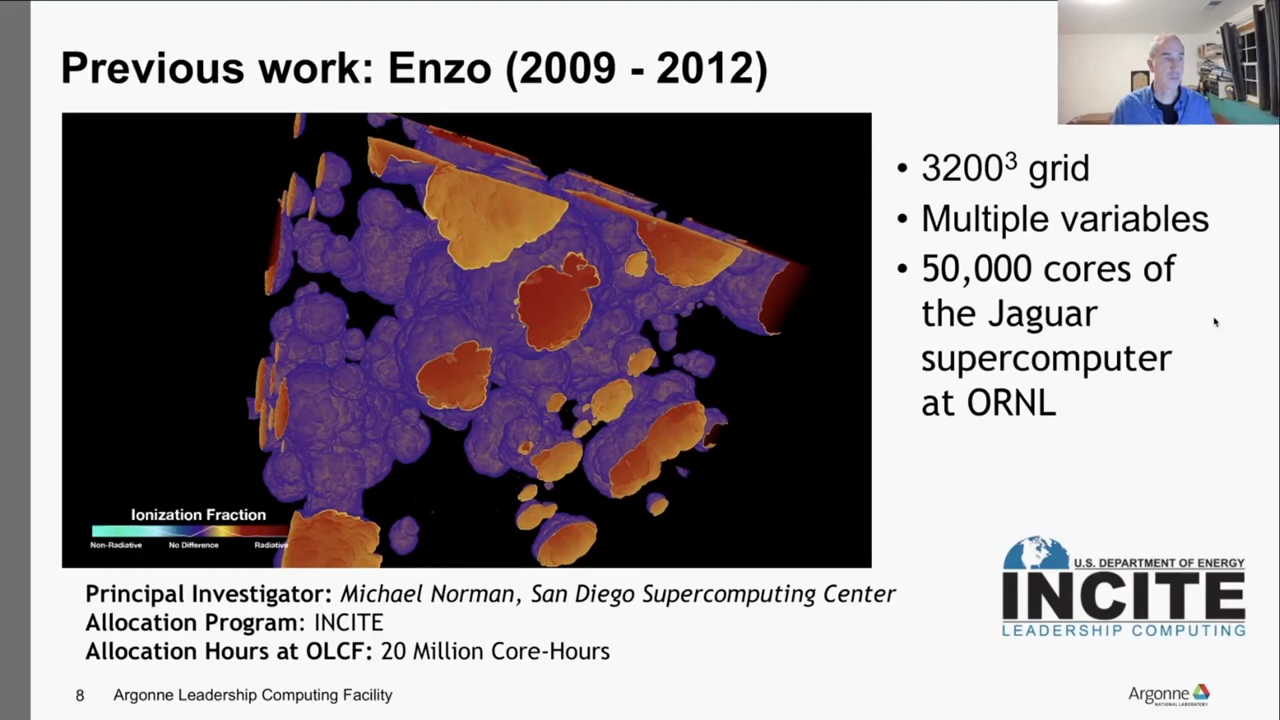 Previous work: Enzo (2009 - 2012)
• 3200³ grid
• Multiple variables
• 50,000 cores of
the Jaguar
supercomputer
at ORNL
Ionization Fraction
Non-Radiative No Difference Radiative
Principal Investigator: Michael Norman, San Diego Supercomputing Center
Allocation Program: INCITE
Allocation Hours at OLCF: 20 Million Core-Hours
U.S. DEPARTMENT OF ENERGY
INCITE
LEADERSHIP COMPUTING
8 Argonne Leadership Computing Facility
Argonne
NATIONAL LABORATORY